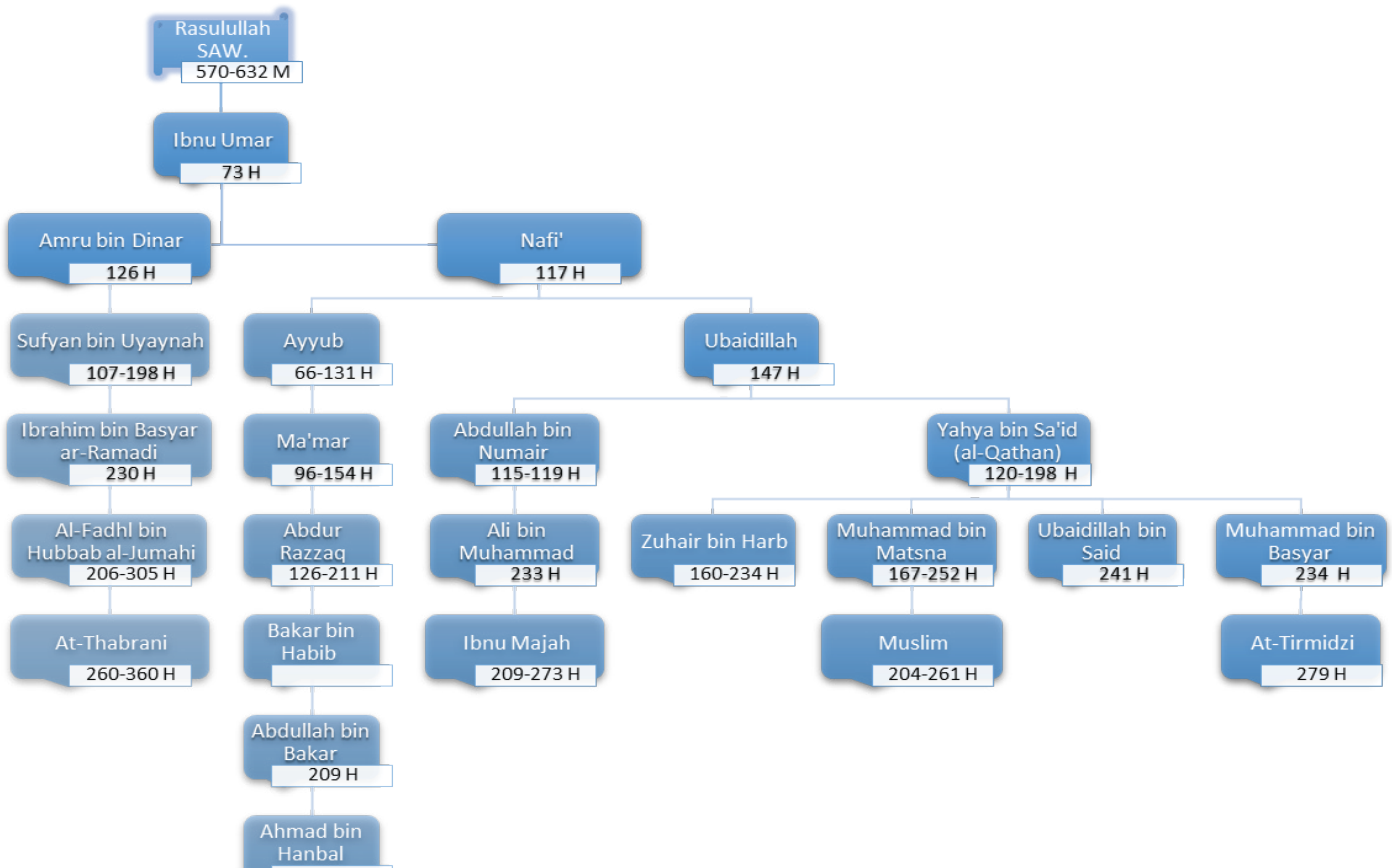 Rasulullah
SAW.
570-632 M
Ibnu Umar
73 H
Amru bin Dinar
126 H
Nafi'
117 H
Sufyan bin Uyaynah
107-198 H
Ayyub
66-131 H
Ubaidillah
147 H
Ibrahim bin Basyar
ar-Ramadi
230 H
Ma'mar
96-154 H
Abdullah bin
Numair
115-119 H
Yahya bin Sa'id
(al-Qathan)
120-198 H
Al-Fadhl bin
Hubbab al-Jumahi
206-305 H
Abdur
Razzaq
126-211 H
Ali bin
Muhammad
233 H
Zuhair bin Harb
160-234 H
Muhammad bin
Matsna
167-252 H
Ubaidillah bin
Said
241 H
Muhammad bin
Basyar
234 H
At-Thabrani
260-360 H
Bakar bin
Habib
Ibnu Majah
209-273 H
Muslim
204-261 H
At-Tirmidzi
279 H
Abdullah bin
Bakar
209 H
Ahmad bin
Hanbal